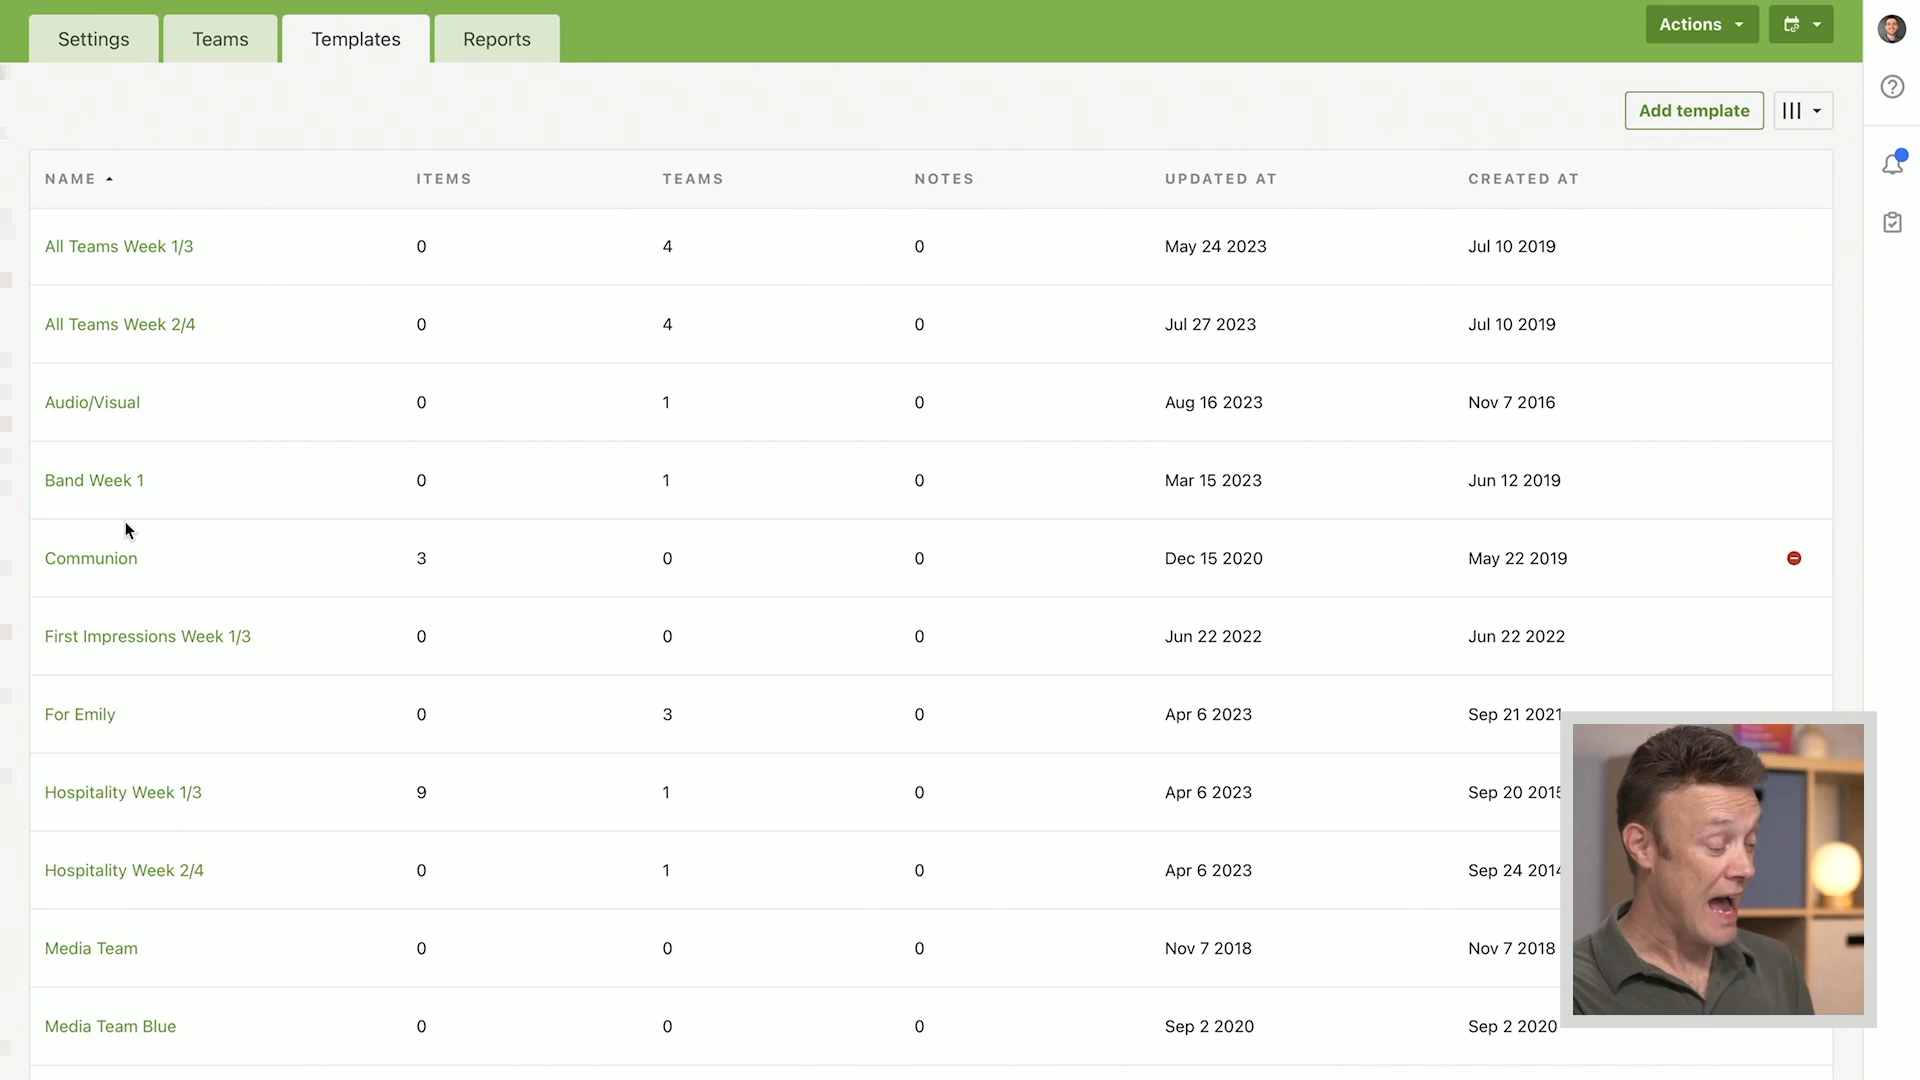 Settings
Teams
Templates
Reports
Actions
Add template
NAME ITEMS TEAMS NOTES UPDATED AT CREATED AT
All Teams Week 1/3 0 4 0 May 24 2023 Jul 10 2019
All Teams Week 2/4 0 4 0 Jul 27 2023 Jul 10 2019
Audio/Visual 0 1 0 Aug 16 2023 Nov 7 2016
Band Week 1 0 1 0 Mar 15 2023 Jun 12 2019
Communion 3 0 0 Dec 15 2020 May 22 2019
First Impressions Week 1/3 0 0 0 Jun 22 2022 Jun 22 2022
For Emily 0 3 0 Apr 6 2023 Sep 21 2021
Hospitality Week 1/3 9 1 0 Apr 6 2023 Sep 20 2015
Hospitality Week 2/4 0 1 0 Apr 6 2023 Sep 24 2014
Media Team 0 0 0 Nov 7 2018 Nov 7 2018
Media Team Blue 0 0 0 Sep 2 2020 Sep 2 2020